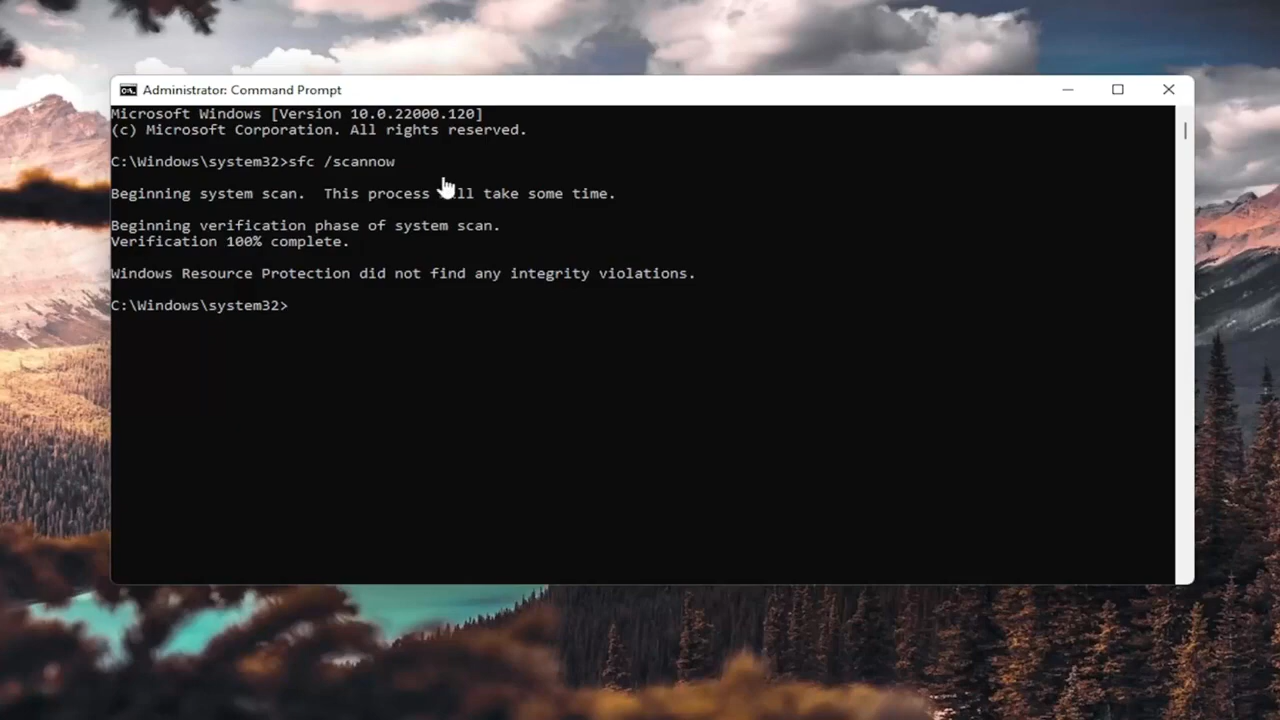 Administrator: Command Prompt
Microsoft Windows [Version 10.0.22000.120]
(c) Microsoft Corporation. All rights reserved.
C:\Windows\system32>sfc /scannow
Beginning system scan.  This process will take some time.
Beginning verification phase of system scan.
Verification 100% complete.
Windows Resource Protection did not find any integrity violations.
C:\Windows\system32>